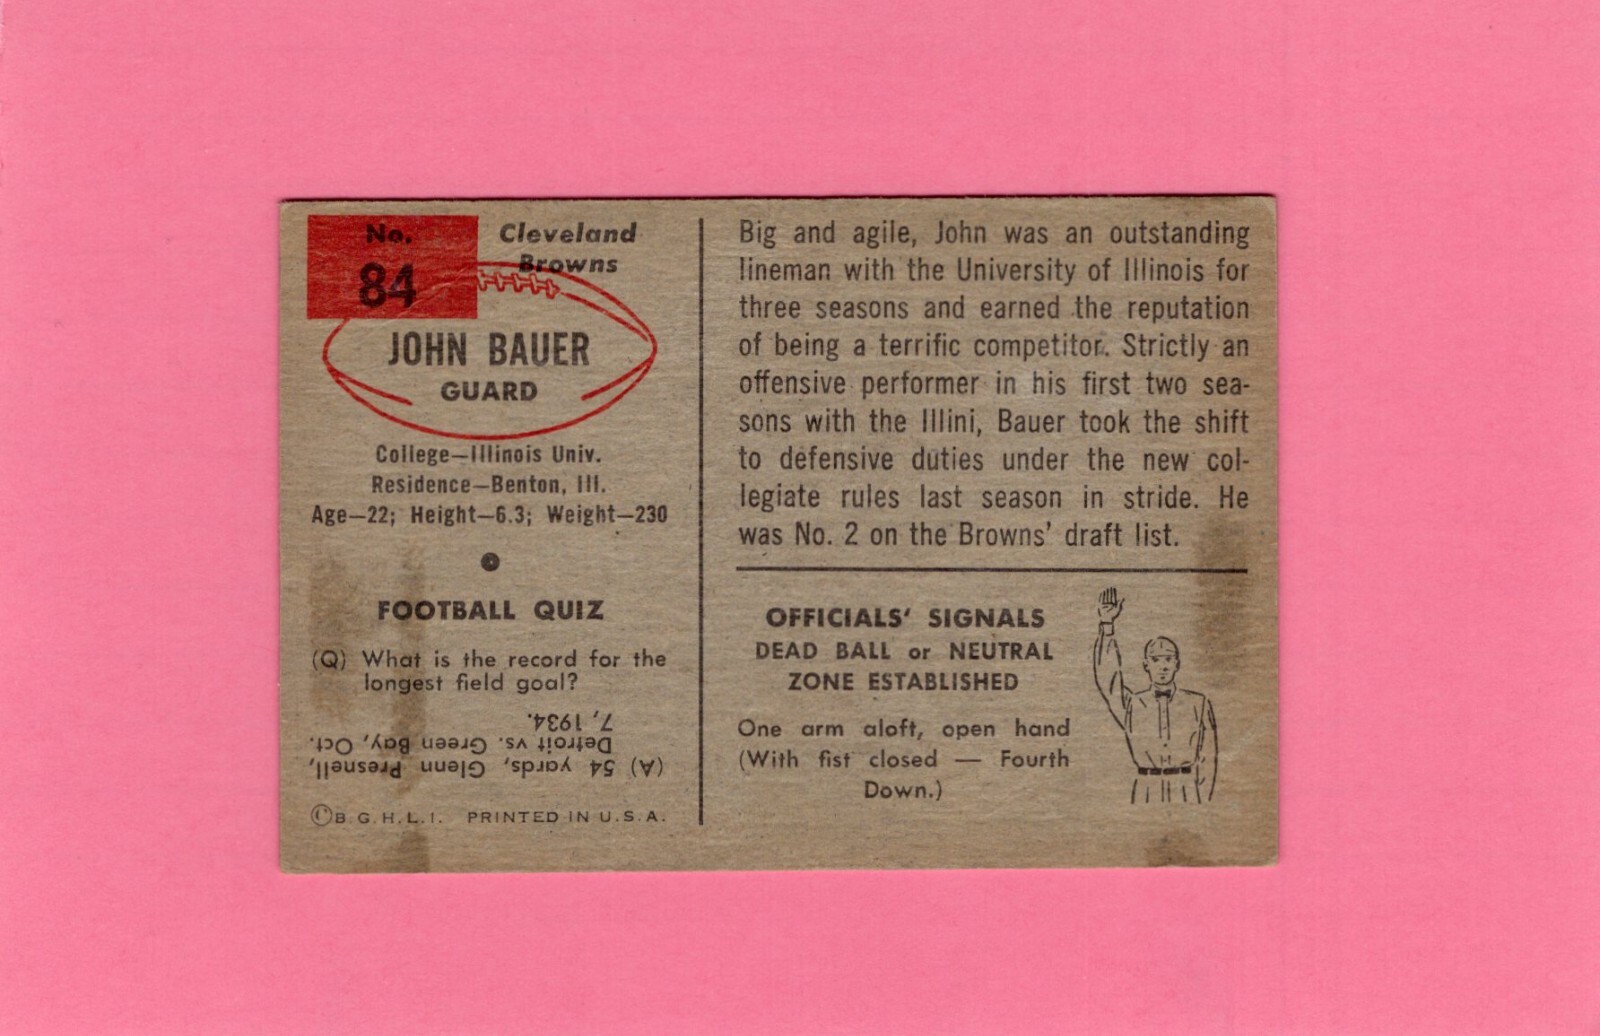 No.
84
Cleveland
Browns
JOHN BAUER
GUARD
College—Illinois Univ.
Residence—Benton, Ill.
Age—22; Height—6.3; Weight—230
FOOTBALL QUIZ
(Q) What is the record for the
longest field goal?
(A) 54 yards, Glenn Presnell,
Detroit vs. Green Bay, Oct.
7, 1934.
©B.G.H.L.I. PRINTED IN U.S.A.
Big and agile, John was an outstanding
lineman with the University of Illinois for
three seasons and earned the reputation
of being a terrific competitor. Strictly an
offensive performer in his first two sea-
sons with the Illini, Bauer took the shift
to defensive duties under the new col-
legiate rules last season in stride. He
was No. 2 on the Browns' draft list.
OFFICIALS' SIGNALS
DEAD BALL or NEUTRAL
ZONE ESTABLISHED
One arm aloft, open hand
(With fist closed — Fourth
Down.)